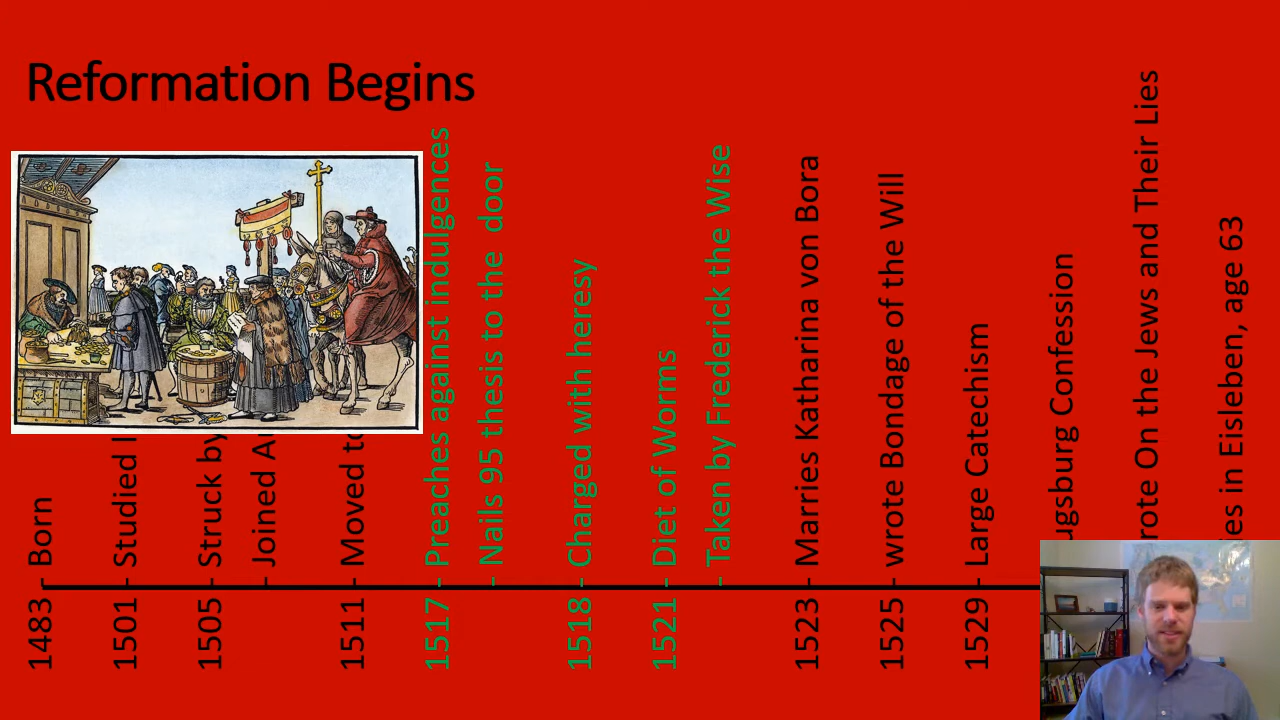 Reformation Begins
1483 - Born
1501 - Studied
1505 - Struck by
- Joined
1511 - Moved to
1517 - Preaches against indulgences
- Nails 95 thesis to the door
1518 - Charged with heresy
1521 - Diet of Worms
- Taken by Frederick the Wise
1523 - Marries Katharina von Bora
1525 - wrote Bondage of the Will
1529 - Large Catechism
Confession
On the Jews and Their Lies
in Eisleben, age 63